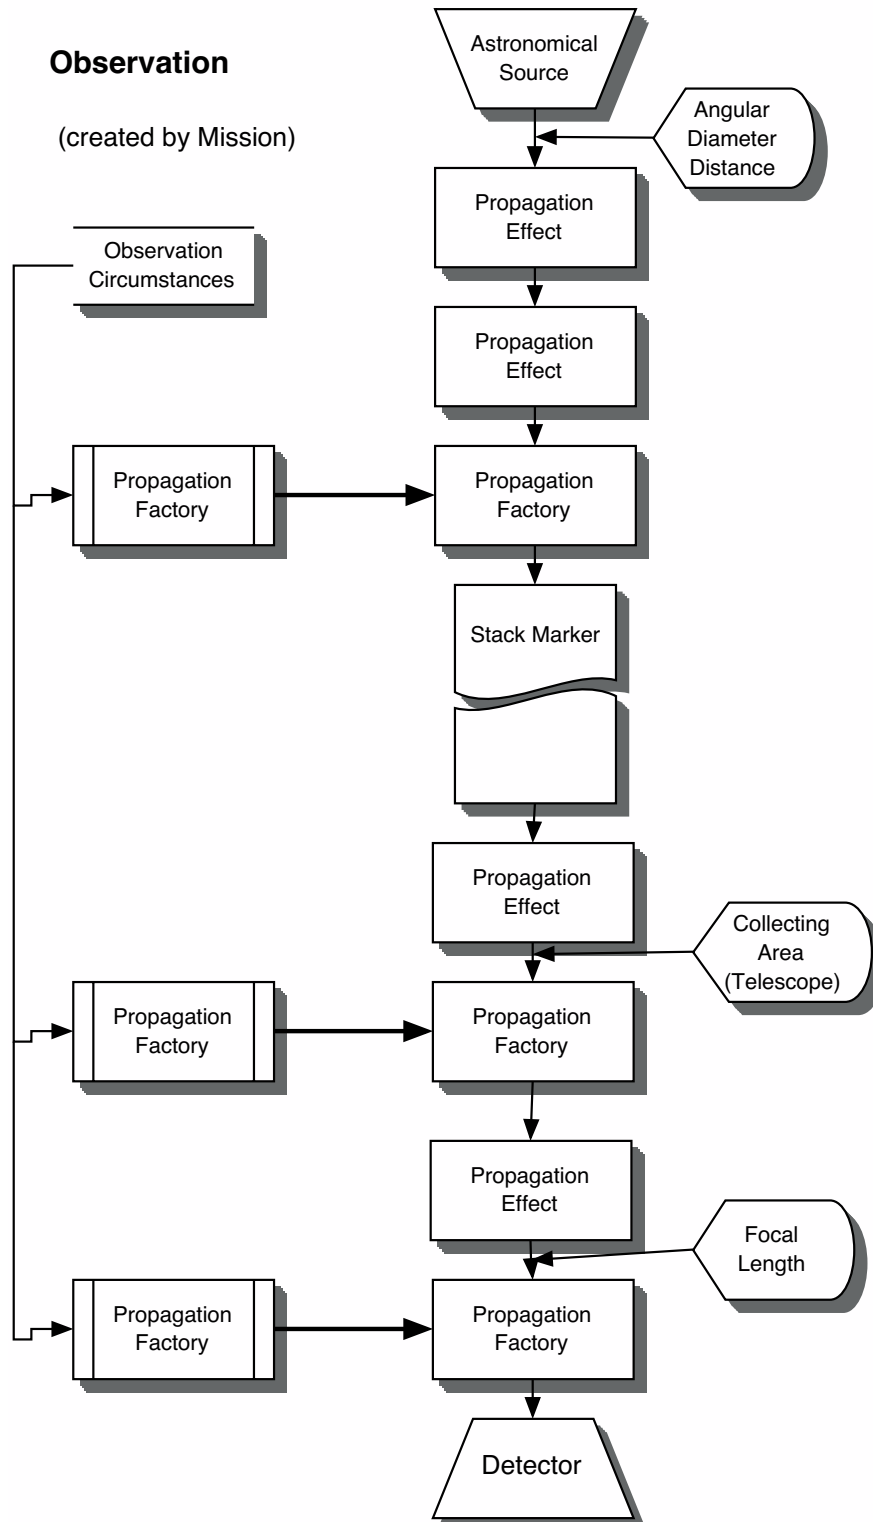 Observation
(created by Mission)
Astronomical
Source
Angular
Diameter
Distance
Propagation
Effect
Observation
Circumstances
Propagation
Effect
Propagation
Factory
Propagation
Factory
Stack Marker
Propagation
Effect
Collecting
Area
(Telescope)
Propagation
Factory
Propagation
Factory
Propagation
Effect
Focal
Length
Propagation
Factory
Propagation
Factory
Detector